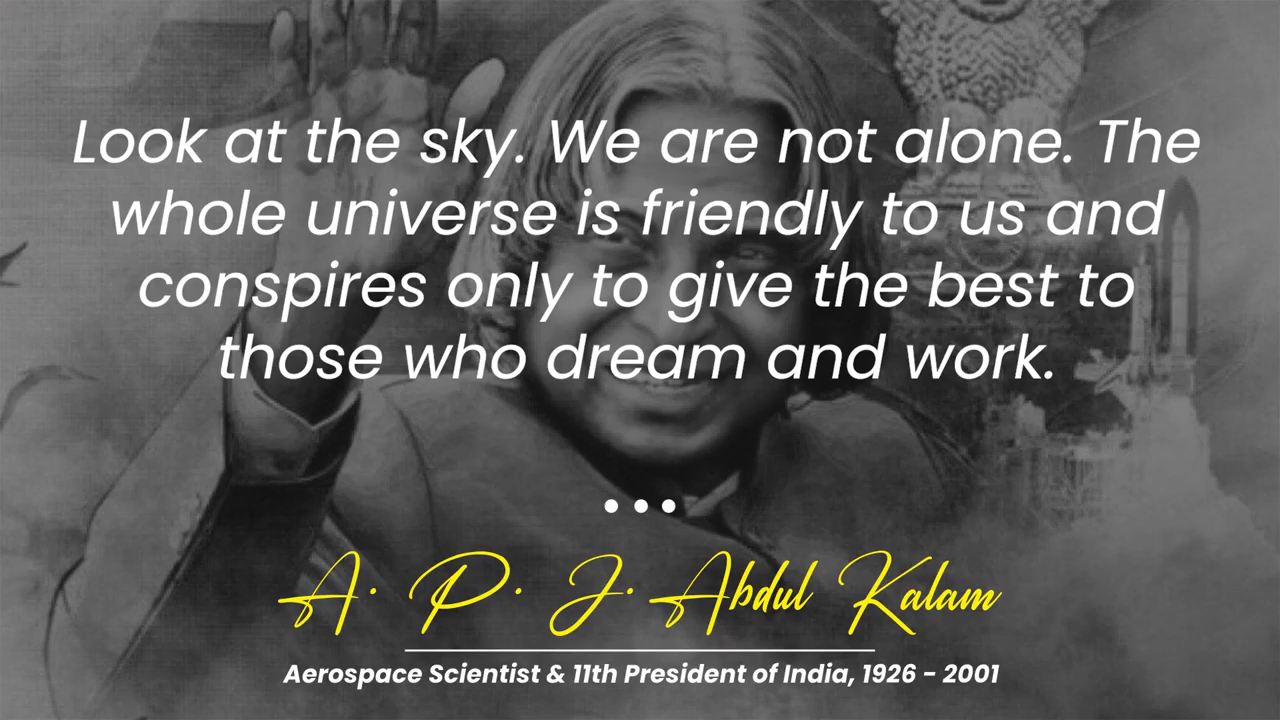 Look at the sky. We are not alone. The
whole universe is friendly to us and
conspires only to give the best to
those who dream and work.
...
A. P. J. Abdul Kalam
Aerospace Scientist & 11th President of India, 1926 - 2001